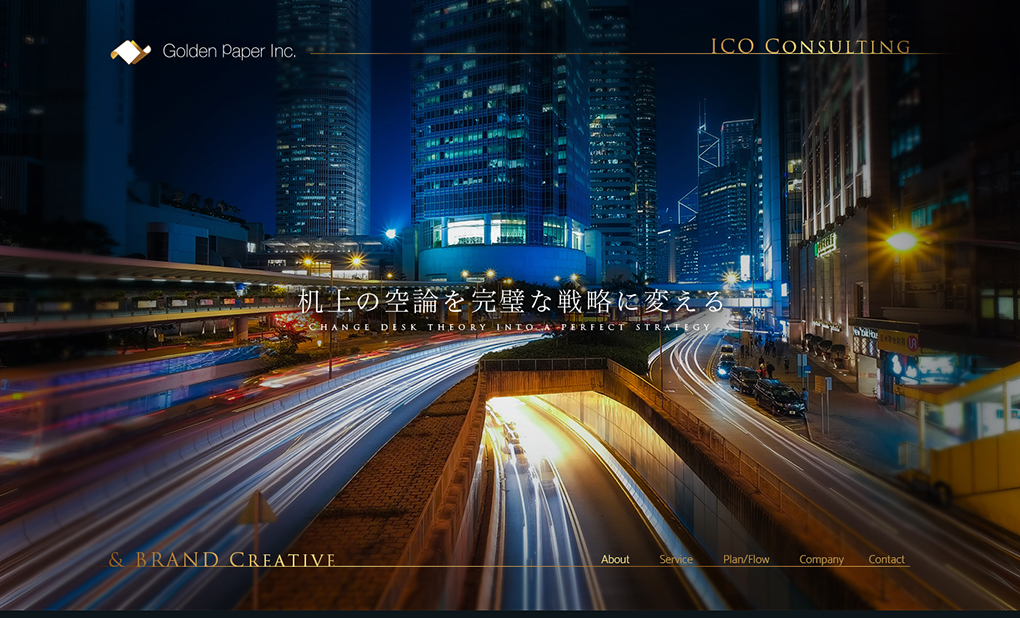 Golden Paper Inc.
ICO CONSULTING
机上の空論を完璧な戦略に変える
CHANGE DESK THEORY INTO A PERFECT STRATEGY
& BRAND CREATIVE
About Service Plan/Flow Company Contact